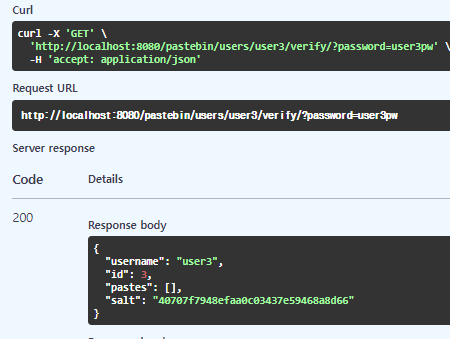 Curl
curl -X 'GET' \
'http://localhost:8080/pastebin/users/user3/verify/?password=user3pw' \
-H 'accept: application/json'
Request URL
http://localhost:8080/pastebin/users/user3/verify/?password=user3pw
Server response
Code Details
200
Response body
{
"username": "user3",
"id": 3,
"pastes": [],
"salt": "40707f7948efaa0c03437e59468a8d66"
}